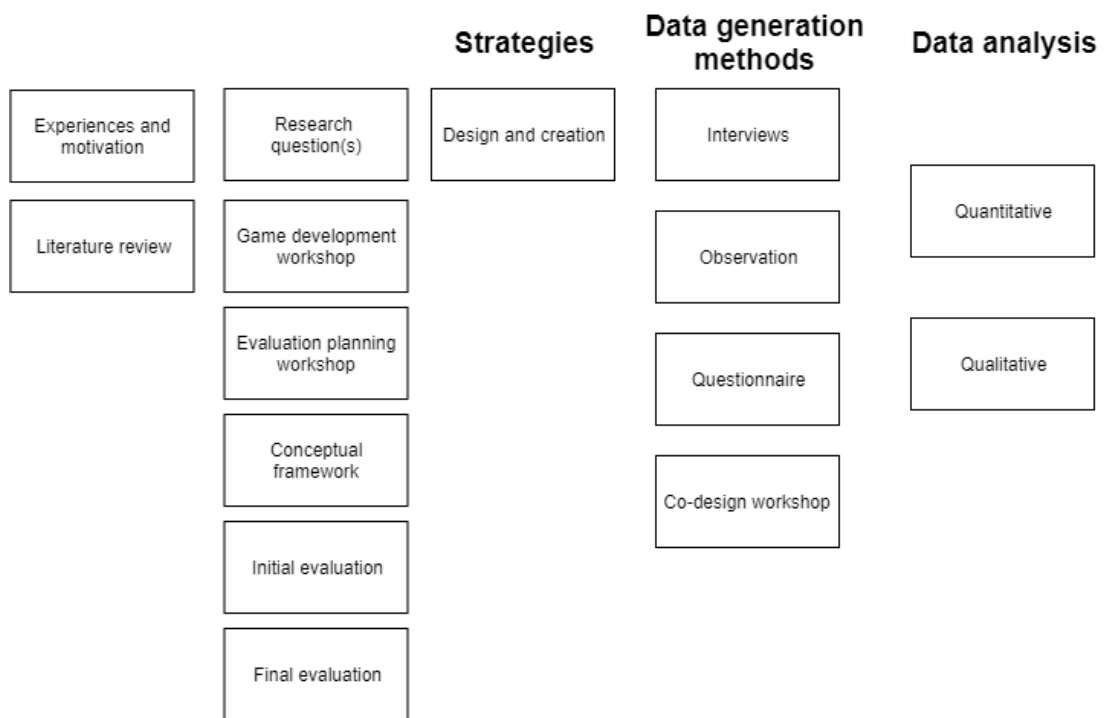 Strategies
Data generation
methods
Data analysis
Experiences and
motivation
Literature review
Research
question(s)
Game development
workshop
Evaluation planning
workshop
Conceptual
framework
Initial evaluation
Final evaluation
Design and creation
Interviews
Observation
Questionnaire
Co-design workshop
Quantitative
Qualitative